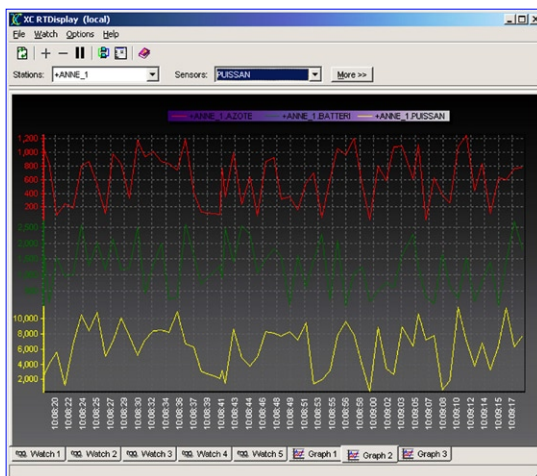 XC RTDisplay (local)
File Watch Options Help
Stations: +ANNE_1 Sensors: PUISSAN More >>
+ANNE_1.AZOTE +ANNE_1.BATTERI +ANNE_1.PUISSAN
1,200
1,000
800
600
400
200
2,500
2,000
10,000
8,000
6,000
4,000
2,000
10:08:20 10:08:22 10:08:24 10:08:25 10:08:27 10:08:29 10:08:30 10:08:32 10:08:34 10:08:36 10:08:37 10:08:39 10:08:41 10:08:43 10:08:44 10:08:46 10:08:48 10:08:50 10:08:51 10:08:53 10:08:55 10:08:56 10:08:58 10:09:00 10:09:02 10:09:03 10:09:05 10:09:07 10:09:08 10:09:10 10:09:12 10:09:14 10:09:15 10:09:17
Watch 1 Watch 2 Watch 3 Watch 4 Watch 5 Graph 1 Graph 2 Graph 3